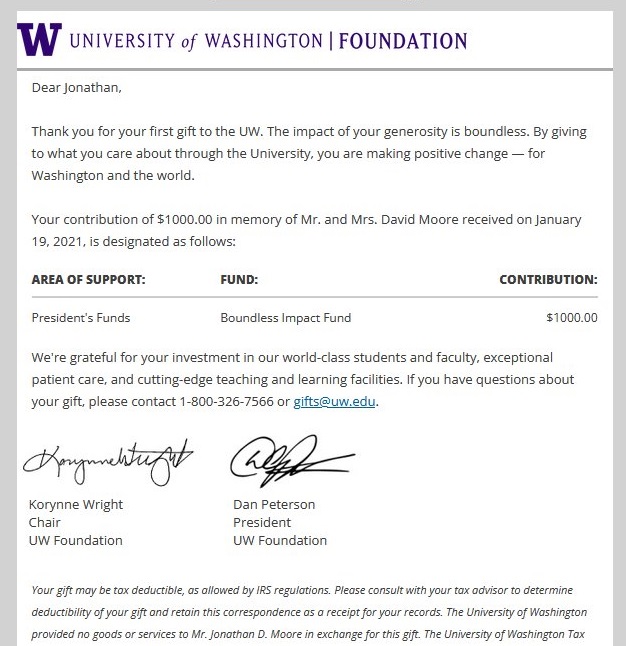 W UNIVERSITY of WASHINGTON | FOUNDATION
Dear Jonathan,
Thank you for your first gift to the UW. The impact of your generosity is boundless. By giving
to what you care about through the University, you are making positive change — for
Washington and the world.
Your contribution of $1000.00 in memory of Mr. and Mrs. David Moore received on January
19, 2021, is designated as follows:
AREA OF SUPPORT: FUND: CONTRIBUTION:
President's Funds Boundless Impact Fund $1000.00
We're grateful for your investment in our world-class students and faculty, exceptional
patient care, and cutting-edge teaching and learning facilities. If you have questions about
your gift, please contact 1-800-326-7566 or gifts@uw.edu.
Korynne Wright
Korynne Wright Dan Peterson
Chair President
UW Foundation UW Foundation
Your gift may be tax deductible, as allowed by IRS regulations. Please consult with your tax advisor to determine
deductibility of your gift and retain this correspondence as a receipt for your records. The University of Washington
provided no goods or services to Mr. Jonathan D. Moore in exchange for this gift. The University of Washington Tax